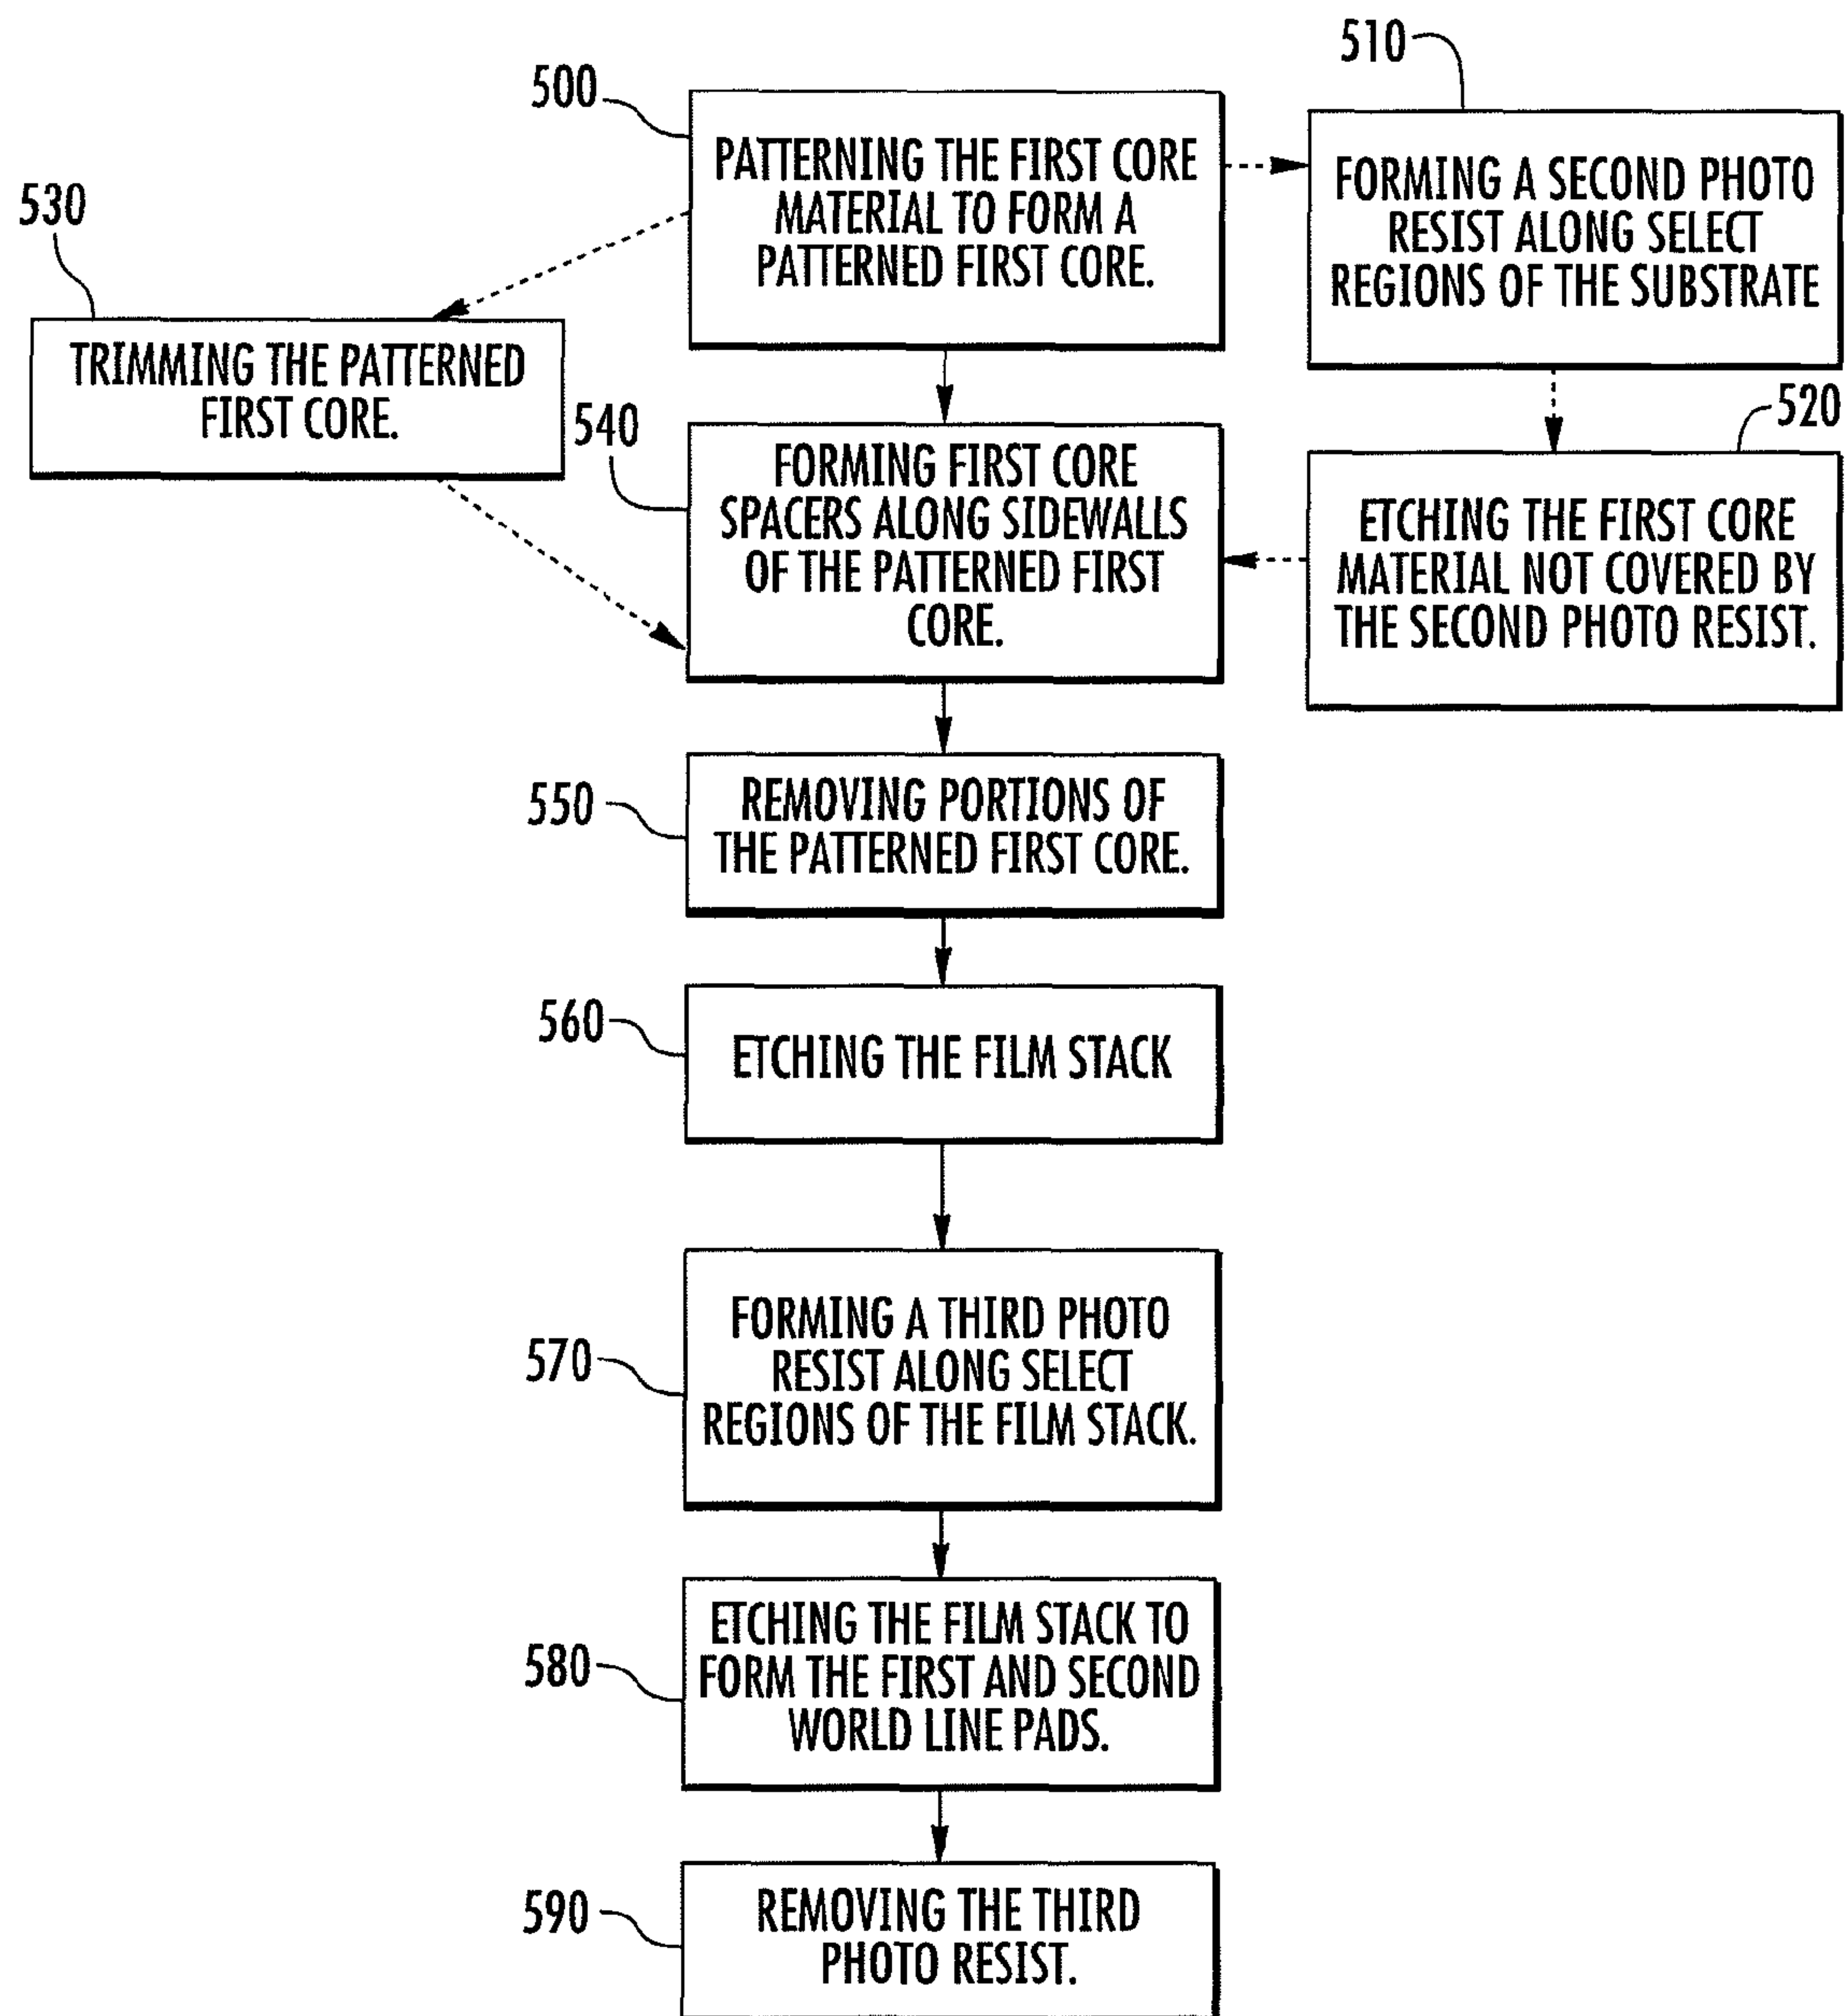 500
PATTERNING THE FIRST CORE
MATERIAL TO FORM A
PATTERNED FIRST CORE.
510
FORMING A SECOND PHOTO
RESIST ALONG SELECT
REGIONS OF THE SUBSTRATE
520
ETCHING THE FIRST CORE
MATERIAL NOT COVERED BY
THE SECOND PHOTO RESIST.
530
TRIMMING THE PATTERNED
FIRST CORE.
540
FORMING FIRST CORE
SPACERS ALONG SIDEWALLS
OF THE PATTERNED FIRST
CORE.
550
REMOVING PORTIONS OF
THE PATTERNED FIRST CORE.
560
ETCHING THE FILM STACK
570
FORMING A THIRD PHOTO
RESIST ALONG SELECT
REGIONS OF THE FILM STACK.
580
ETCHING THE FILM STACK TO
FORM THE FIRST AND SECOND
WORLD LINE PADS.
590
REMOVING THE THIRD
PHOTO RESIST.